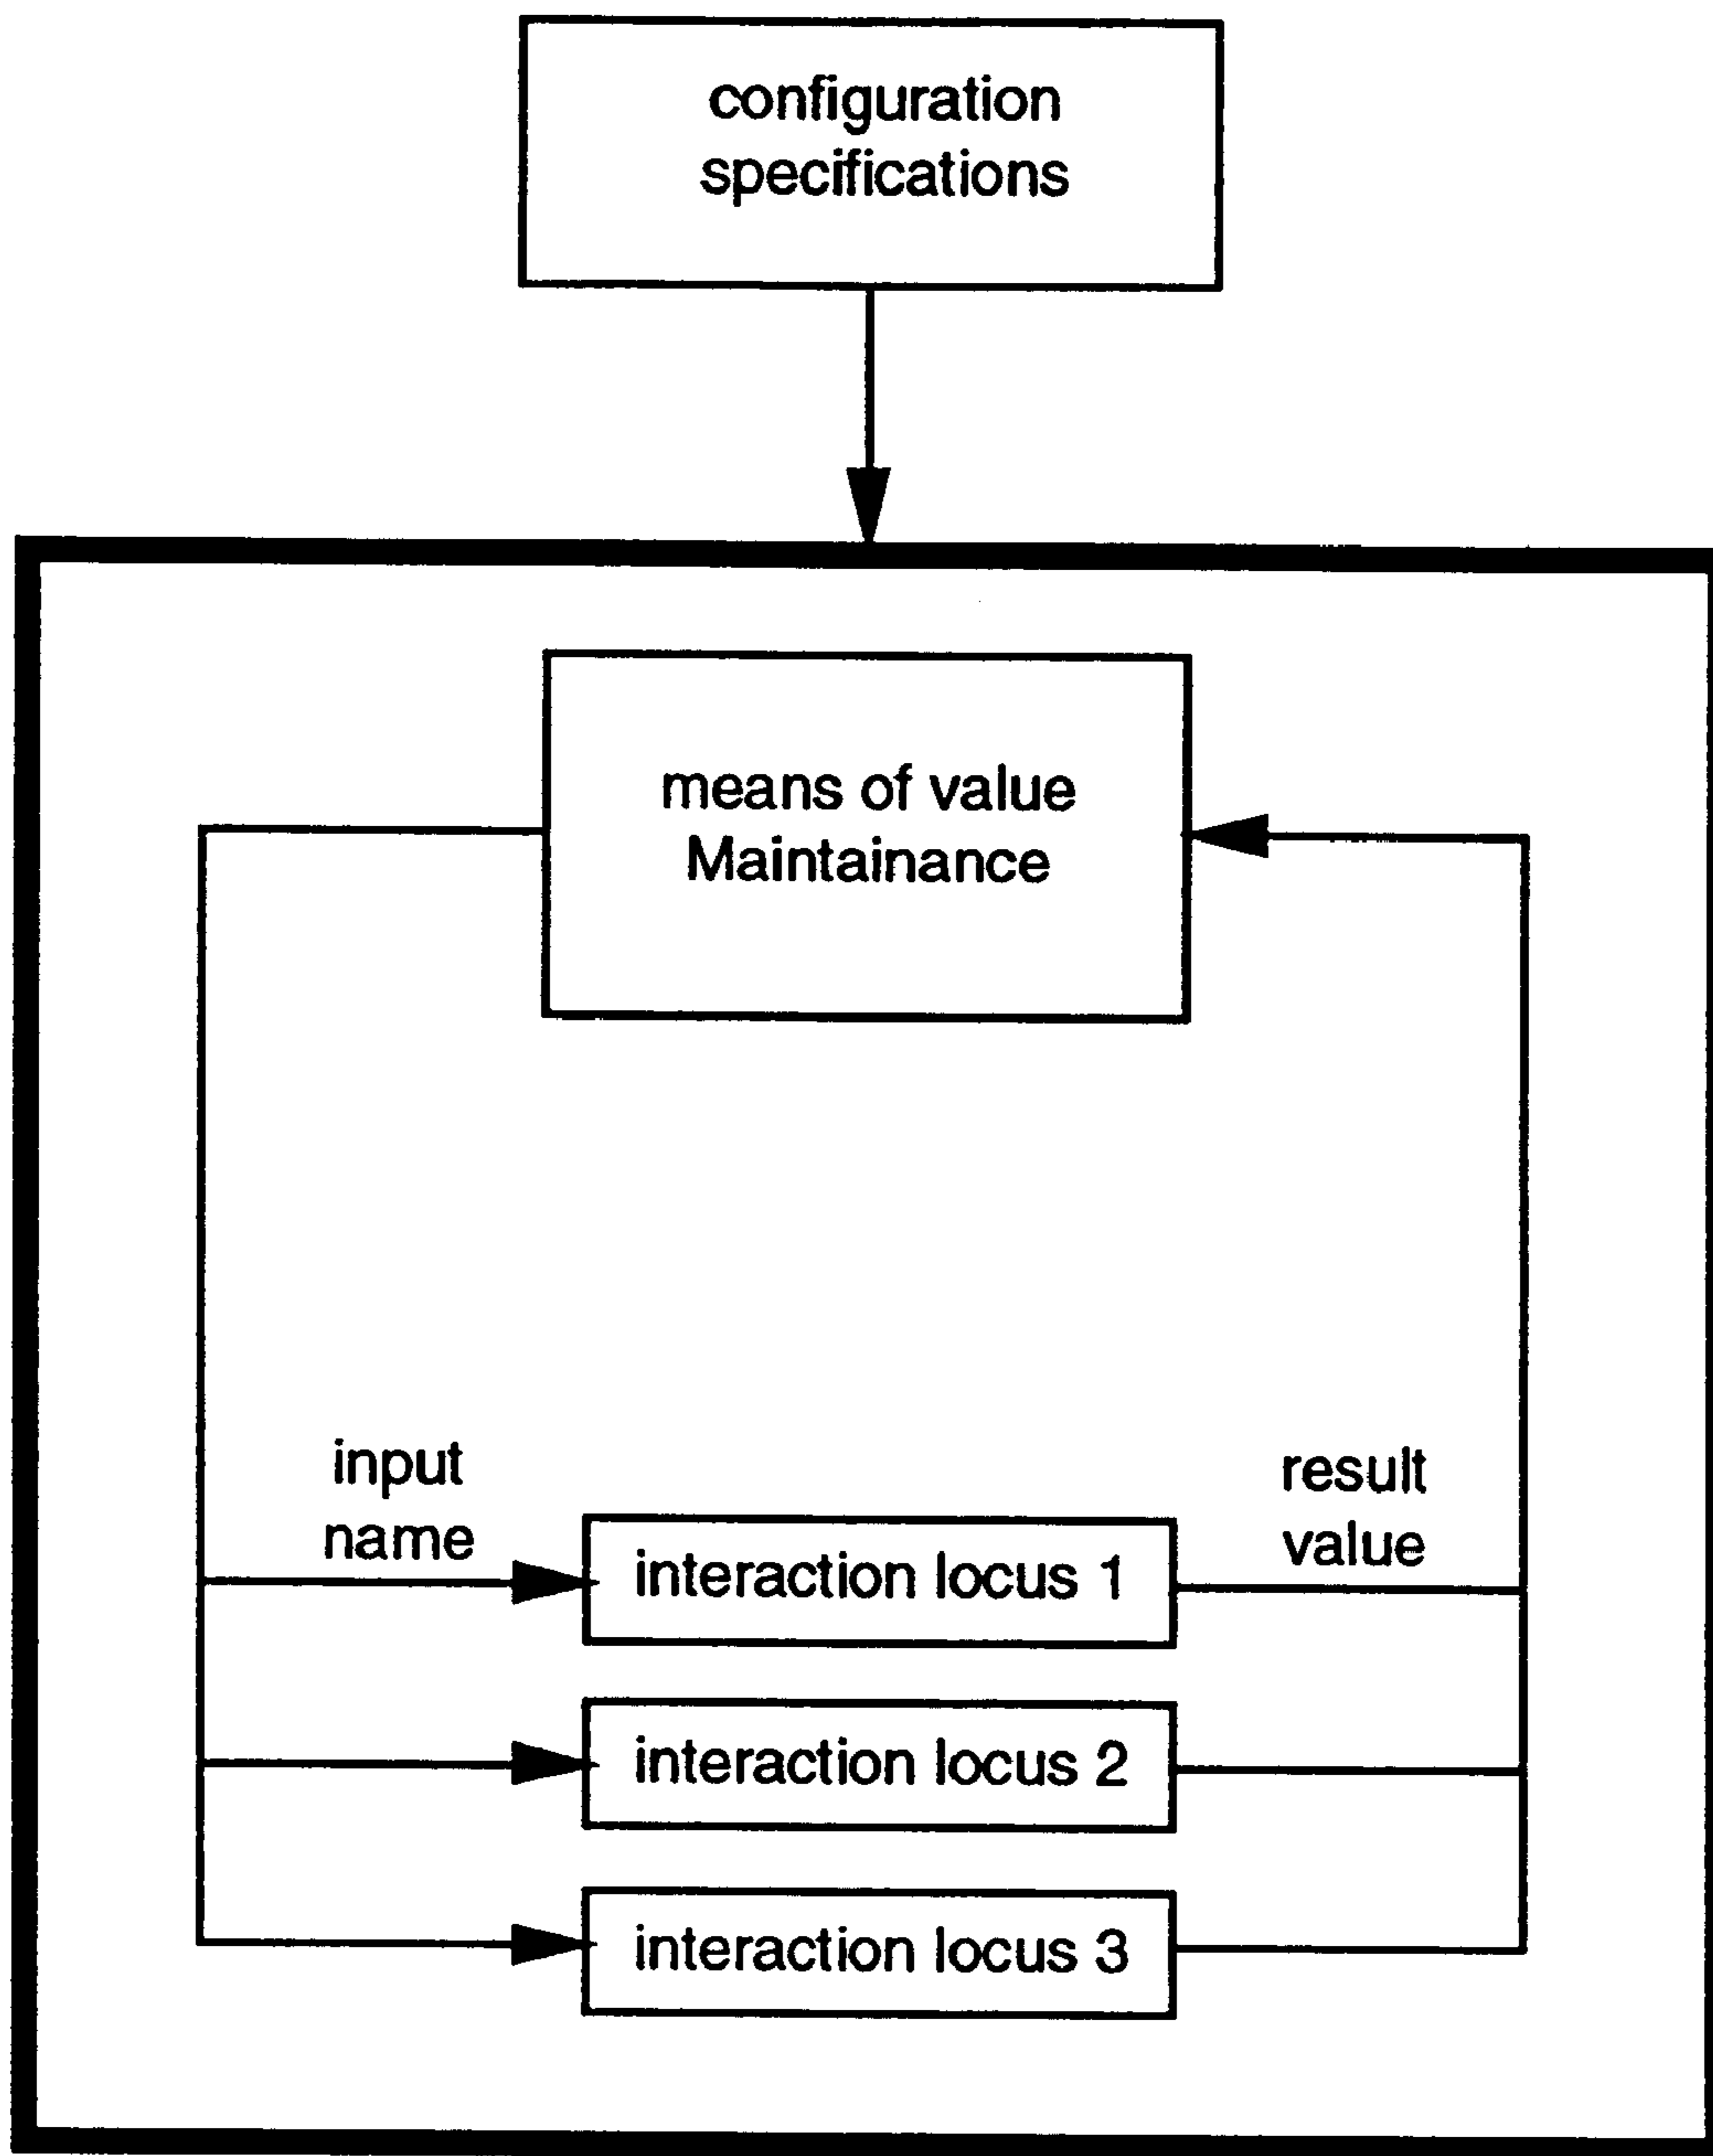 configuration
specifications
means of value
Maintainance
input
name
result
value
interaction locus 1
interaction locus 2
interaction locus 3